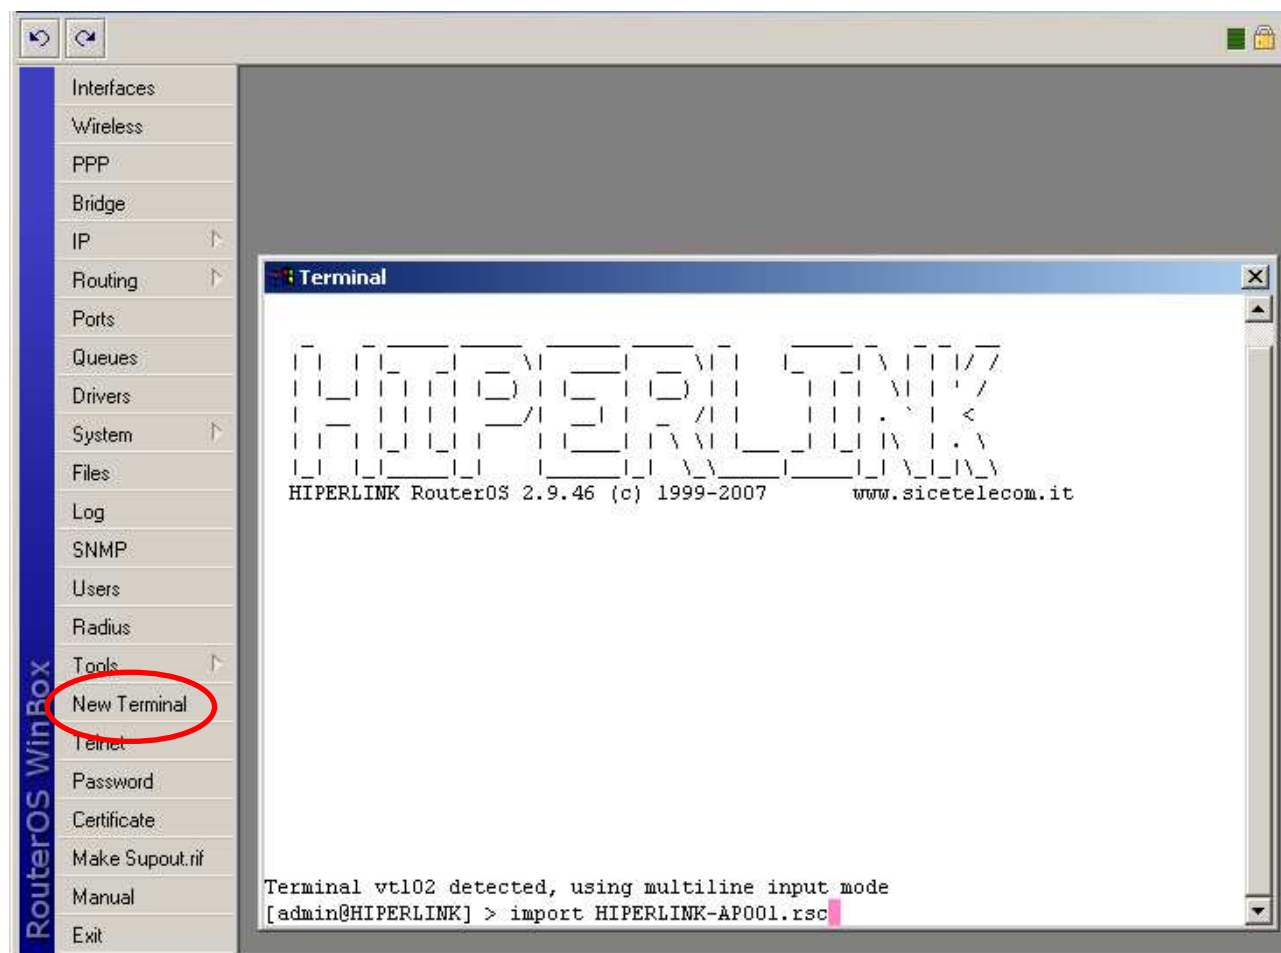 Interfaces
Wireless
PPP
Bridge
IP
Routing
Ports
Queues
Drivers
System
Files
Log
SNMP
Users
Radius
Tools
New Terminal
Telnet
Password
Certificate
Make Supout.rif
Manual
Exit
RouterOS WinBox
Terminal
HIPERLINK
HIPERLINK RouterOS 2.9.46 (c) 1999-2007 www.sicetelecom.it
Terminal vt102 detected, using multiline input mode
[admin@HIPERLINK] > import HIPERLINK-AP001.rsc